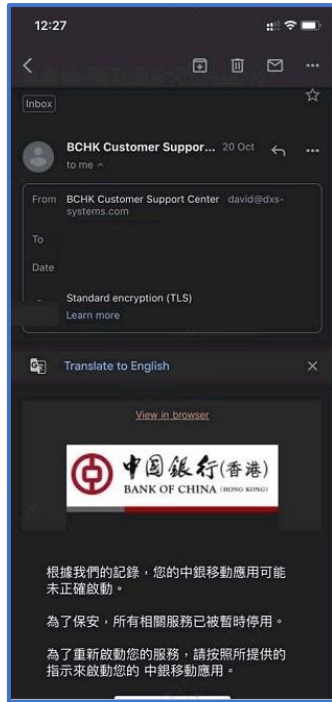 12:27
Inbox
BCHK Customer Suppor... 20 Oct
to me
From BCHK Customer Support Center david@dxs-
systems.com
To
Date
Standard encryption (TLS)
Learn more
Translate to English
View in browser
中國銀行(香港)
BANK OF CHINA (HONG KONG)
根據我們的記錄,您的中銀移動應用可能
未正確啟動。
為了保安,所有相關服務已被暫時停用。
為了重新啟動您的服務,請按照所提供的
指示來啟動您的 中銀移動應用。